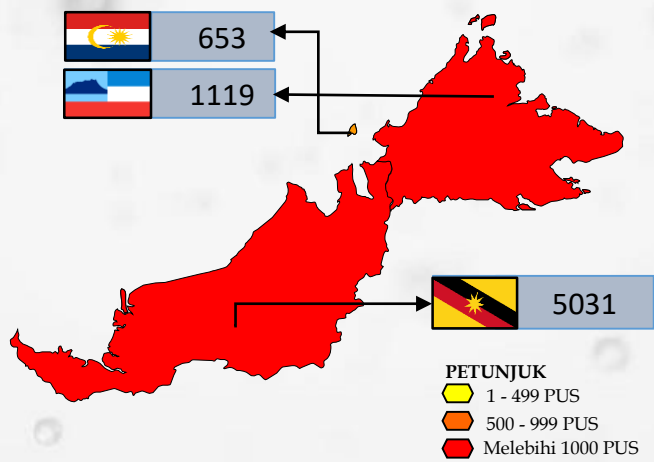 653
1119
5031
PETUNJUK
1 - 499 PUS
500 - 999 PUS
Melebihi 1000 PUS